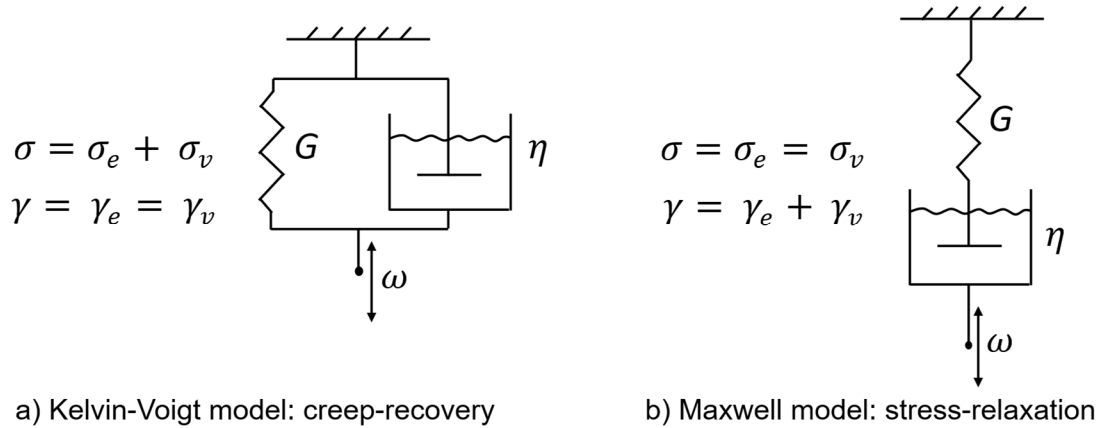 G
σ = σₑ + σᵥ
γ = γₑ = γᵥ
η
ω
a) Kelvin-Voigt model: creep-recovery
G
σ = σₑ = σᵥ
γ = γₑ + γᵥ
η
ω
b) Maxwell model: stress-relaxation